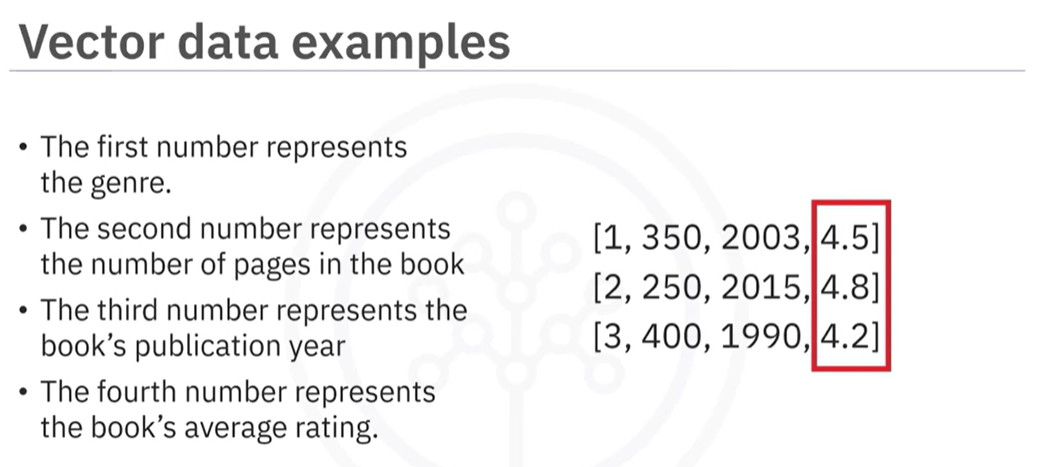 Vector data examples
• The first number represents
the genre.
• The second number represents
the number of pages in the book
• The third number represents the
book’s publication year
• The fourth number represents
the book’s average rating.
[1, 350, 2003, 4.5]
[2, 250, 2015, 4.8]
[3, 400, 1990, 4.2]